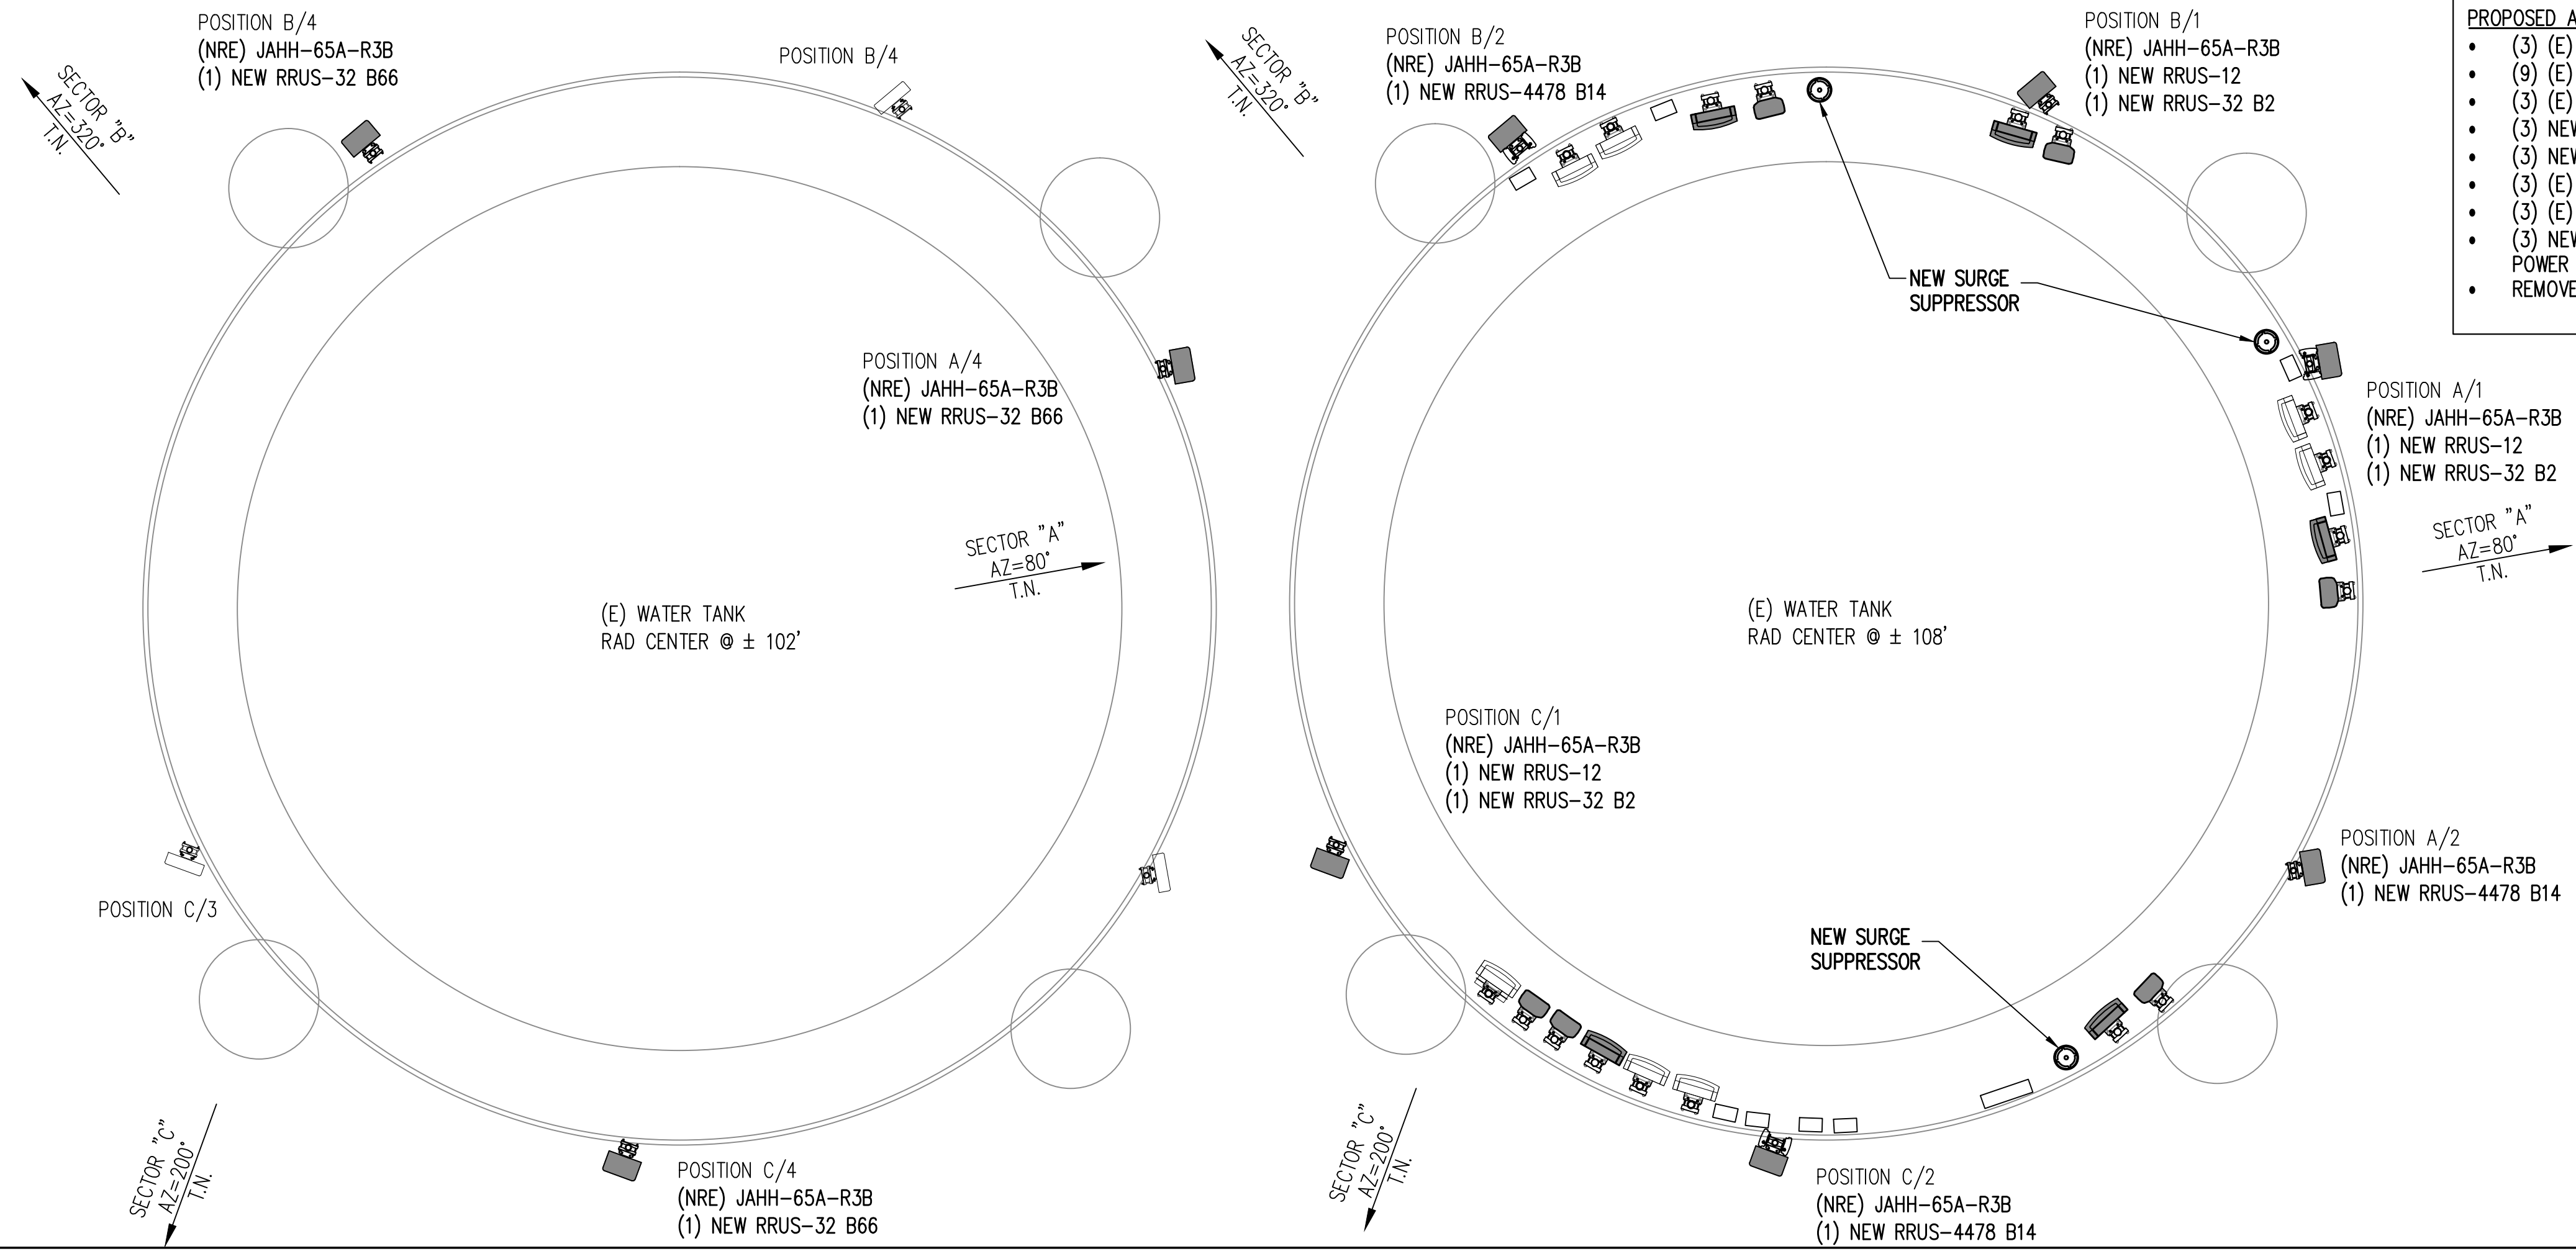 POSITION B/4
(NRE) JAHH-65A-R3B
(1) NEW RRUS-32 B66
SECTOR "B"
AZ=320°
T.N.
POSITION B/4
POSITION A/4
(NRE) JAHH-65A-R3B
(1) NEW RRUS-32 B66
SECTOR "A"
AZ=80°
T.N.
(E) WATER TANK
RAD CENTER @ ± 102'
POSITION C/3
SECTOR "C"
AZ=200°
T.N.
POSITION C/4
(NRE) JAHH-65A-R3B
(1) NEW RRUS-32 B66
SECTOR "B"
AZ=320°
T.N.
POSITION B/2
(NRE) JAHH-65A-R3B
(1) NEW RRUS-4478 B14
POSITION B/1
(NRE) JAHH-65A-R3B
(1) NEW RRUS-12
(1) NEW RRUS-32 B2
NEW SURGE
SUPPRESSOR
POSITION A/1
(NRE) JAHH-65A-R3B
(1) NEW RRUS-12
(1) NEW RRUS-32 B2
SECTOR "A"
AZ=80°
T.N.
(E) WATER TANK
RAD CENTER @ ± 108'
POSITION C/1
(NRE) JAHH-65A-R3B
(1) NEW RRUS-12
(1) NEW RRUS-32 B2
POSITION A/2
(NRE) JAHH-65A-R3B
(1) NEW RRUS-4478 B14
NEW SURGE
SUPPRESSOR
SECTOR "C"
AZ=200°
T.N.
POSITION C/2
(NRE) JAHH-65A-R3B
(1) NEW RRUS-4478 B14
PROPOSED
• (3) (E)
• (9) (E)
• (3) (E)
• (3) NEW
• (3) NEW
• (3) (E)
• (3) (E)
• (3) NEW
POWER
• REMOVE